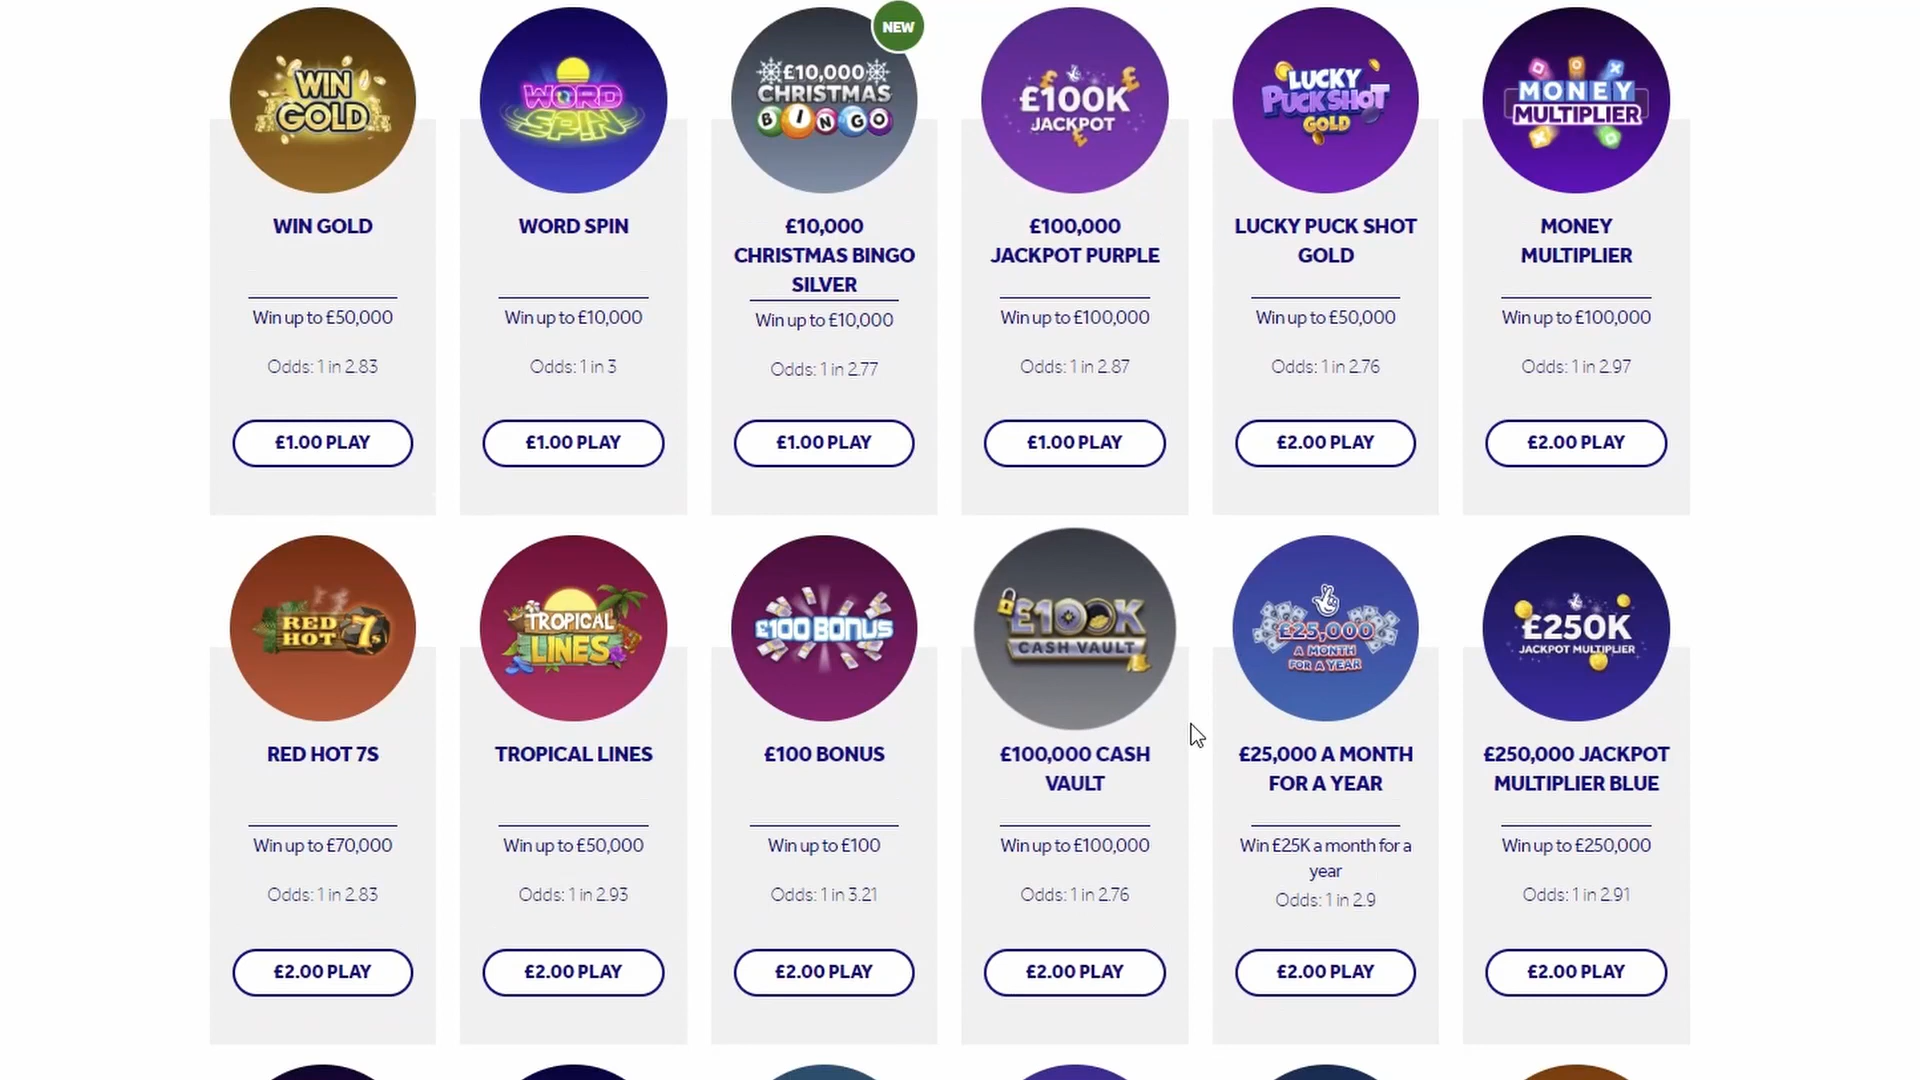 WIN
GOLD
WORD
SPIN
£10,000
CHRISTMAS
BINGO
NEW
£100K
JACKPOT
LUCKY
PUCK SHOT
GOLD
MONEY
MULTIPLIER
WIN GOLD
WORD SPIN
£10,000
CHRISTMAS BINGO
SILVER
£100,000
JACKPOT PURPLE
LUCKY PUCK SHOT
GOLD
MONEY
MULTIPLIER
Win up to £50,000
Win up to £10,000
Win up to £10,000
Win up to £100,000
Win up to £50,000
Win up to £100,000
Odds: 1 in 2.83
Odds: 1 in 3
Odds: 1 in 2.77
Odds: 1 in 2.87
Odds: 1 in 2.76
Odds: 1 in 2.97
£1.00 PLAY
£1.00 PLAY
£1.00 PLAY
£1.00 PLAY
£2.00 PLAY
£2.00 PLAY
RED
HOT 7s
TROPICAL
LINES
£100 BONUS
£100K
CASH VAULT
£25,000
A MONTH
FOR A YEAR
£250K
JACKPOT MULTIPLIER
RED HOT 7S
TROPICAL LINES
£100 BONUS
£100,000 CASH
VAULT
£25,000 A MONTH
FOR A YEAR
£250,000 JACKPOT
MULTIPLIER BLUE
Win up to £70,000
Win up to £50,000
Win up to £100
Win up to £100,000
Win £25K a month for a
year
Win up to £250,000
Odds: 1 in 2.83
Odds: 1 in 2.93
Odds: 1 in 3.21
Odds: 1 in 2.76
Odds: 1 in 2.9
Odds: 1 in 2.91
£2.00 PLAY
£2.00 PLAY
£2.00 PLAY
£2.00 PLAY
£2.00 PLAY
£2.00 PLAY